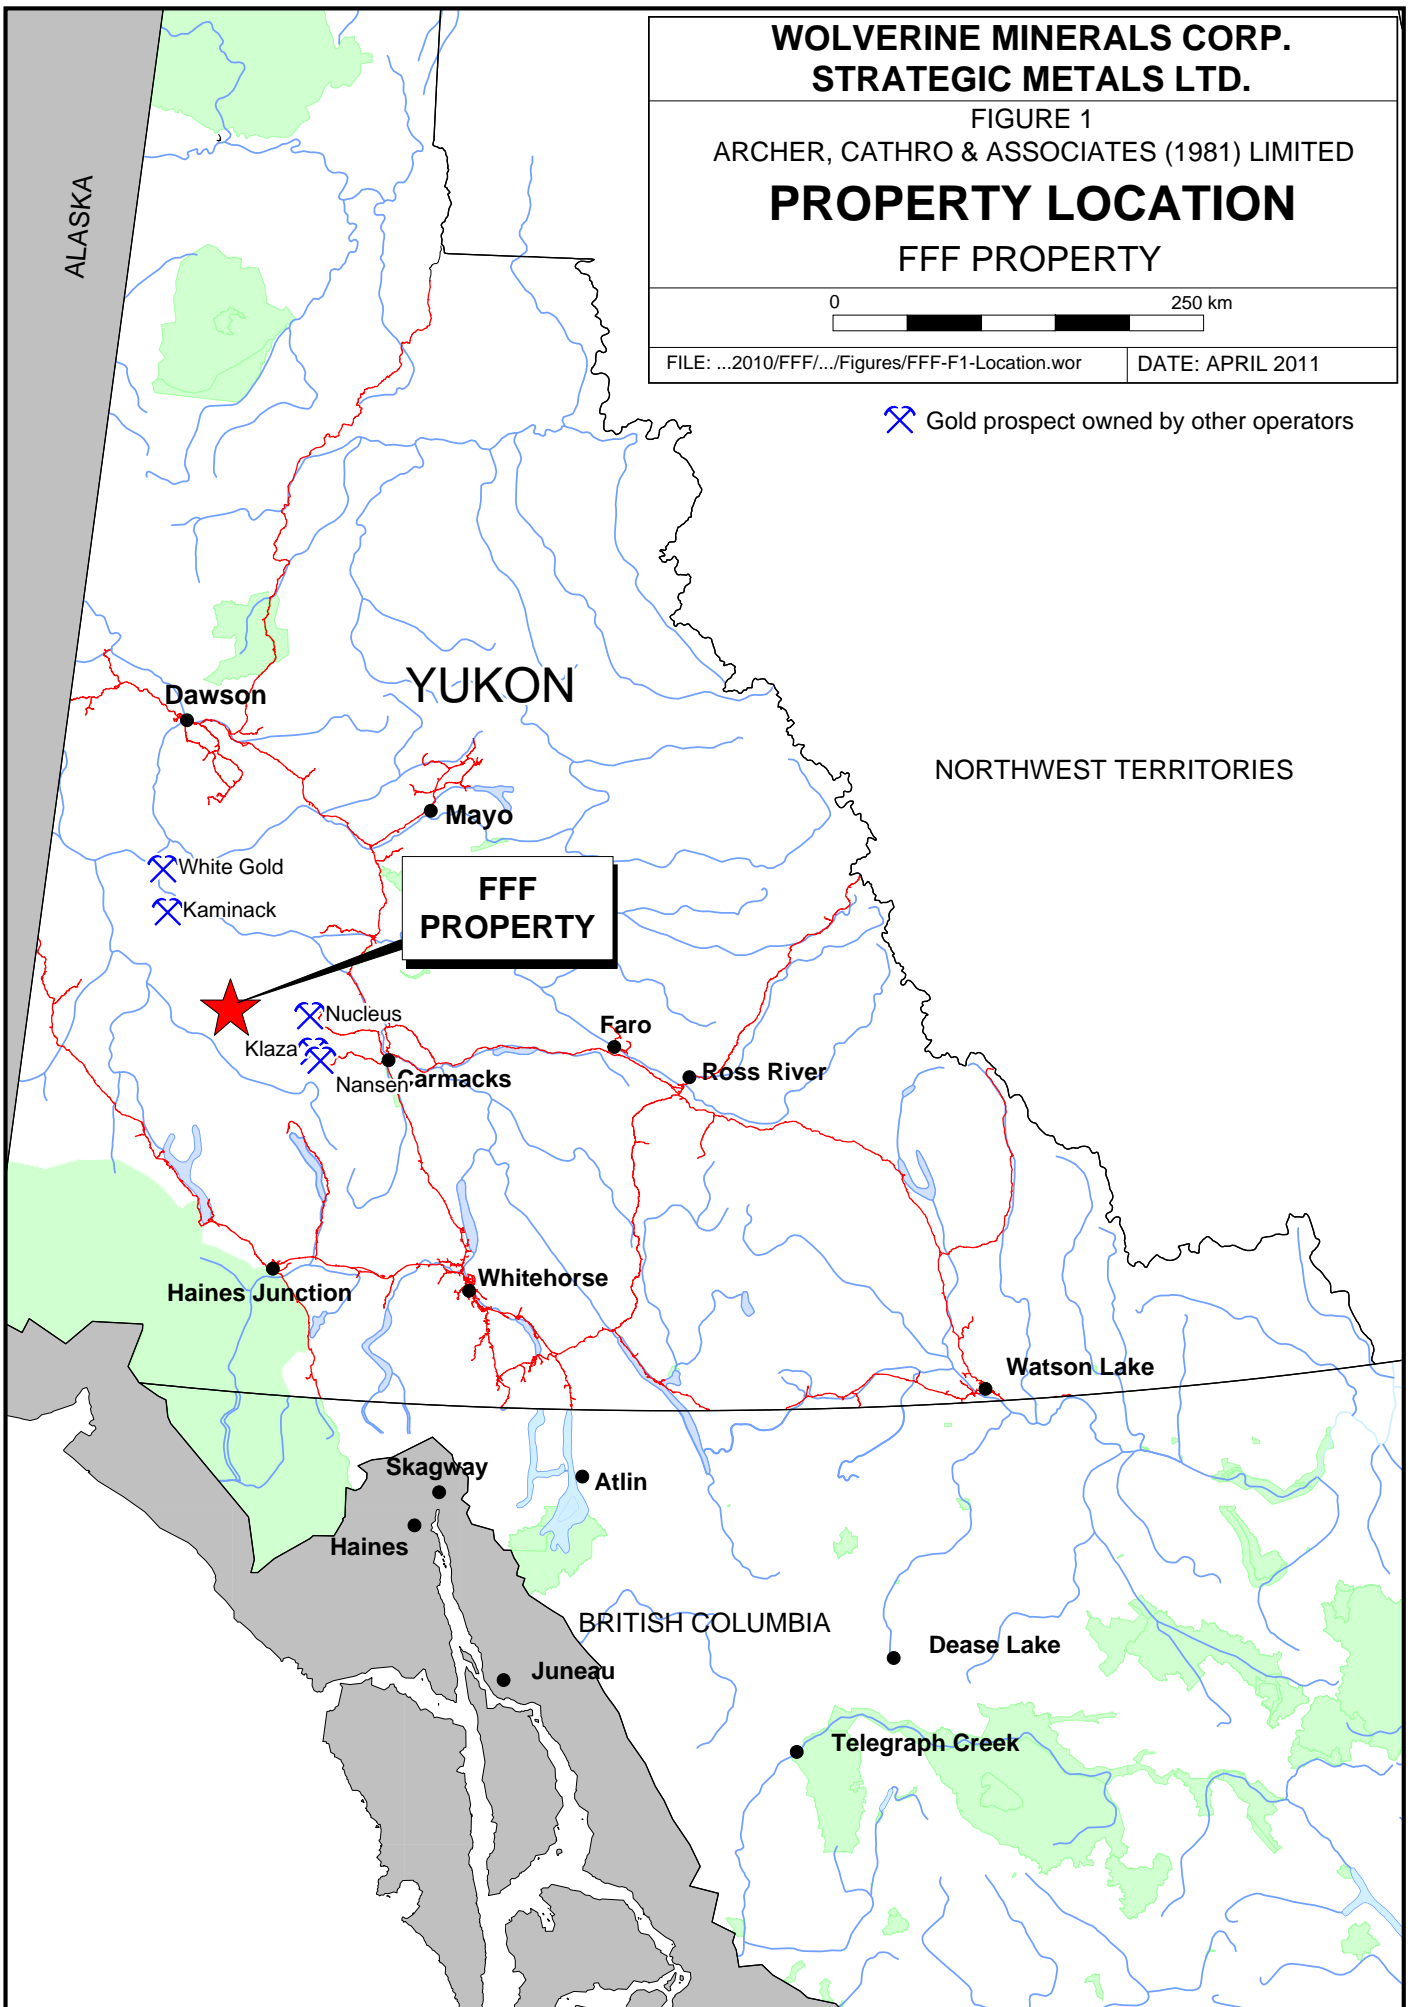 WOLVERINE MINERALS CORP.
STRATEGIC METALS LTD.
FIGURE 1
ARCHER, CATHRO & ASSOCIATES (1981) LIMITED
PROPERTY LOCATION
FFF PROPERTY
0 250 km
FILE: ...2010/FFF/.../Figures/FFF-F1-Location.wor DATE: APRIL 2011
Gold prospect owned by other operators
ALASKA
YUKON
Dawson
NORTHWEST TERRITORIES
Mayo
White Gold
Kaminack
FFF
PROPERTY
Nucleus
Klaza
Nansen
Carmacks
Faro
Ross River
Haines Junction
Whitehorse
Watson Lake
Skagway
Atlin
Haines
BRITISH COLUMBIA
Dease Lake
Juneau
Telegraph Creek